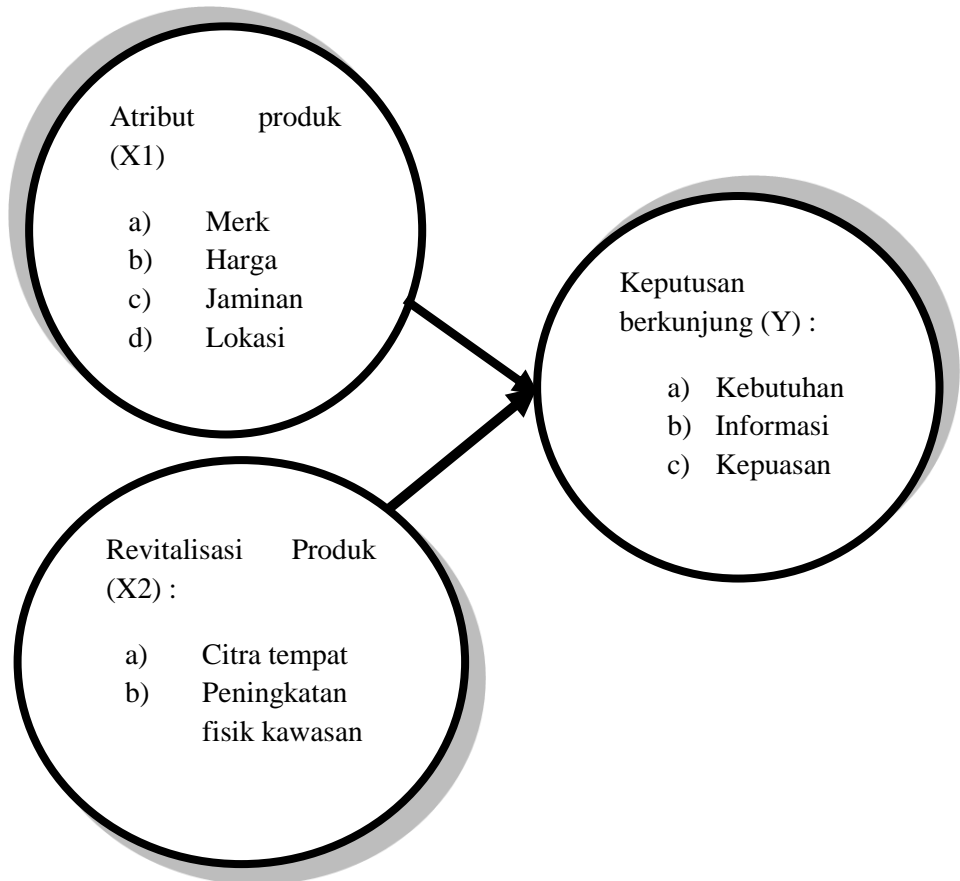 Atribut produk
(X1)
a) Merk
b) Harga
c) Jaminan
d) Lokasi
Keputusan
berkunjung (Y) :
a) Kebutuhan
b) Informasi
c) Kepuasan
Revitalisasi Produk
(X2) :
a) Citra tempat
b) Peningkatan
fisik kawasan